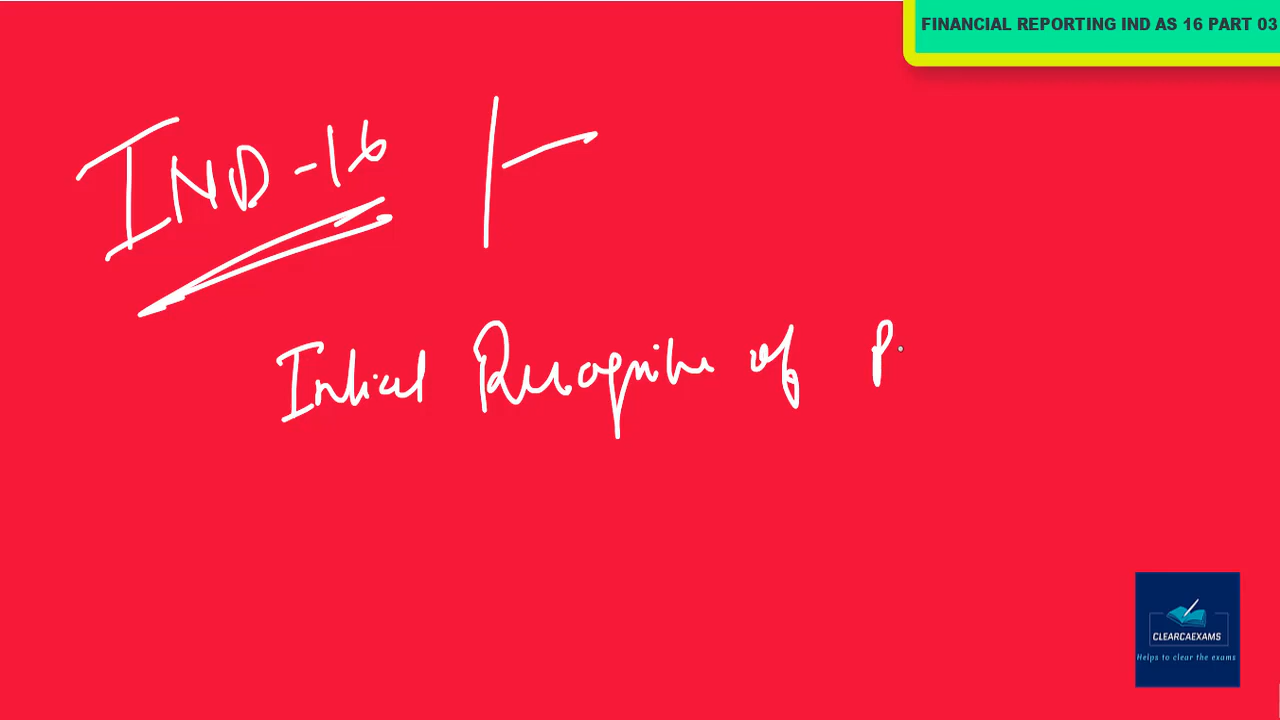 FINANCIAL REPORTING IND AS 16 PART 03
IND-16
Initial Recognition of P
CLEARCAEXAMS
Helps to clear the exams